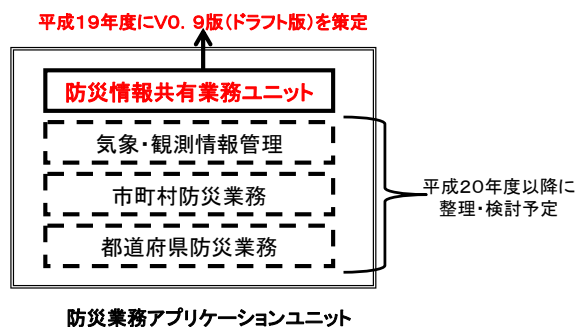 平成19年度にV0．9版（ドラフト版）を策定
防災情報共有業務ユニット
気象・観測情報管理
市町村防災業務
都道府県防災業務
平成20年度以降に
整理・検討予定
防災業務アプリケーションユニット